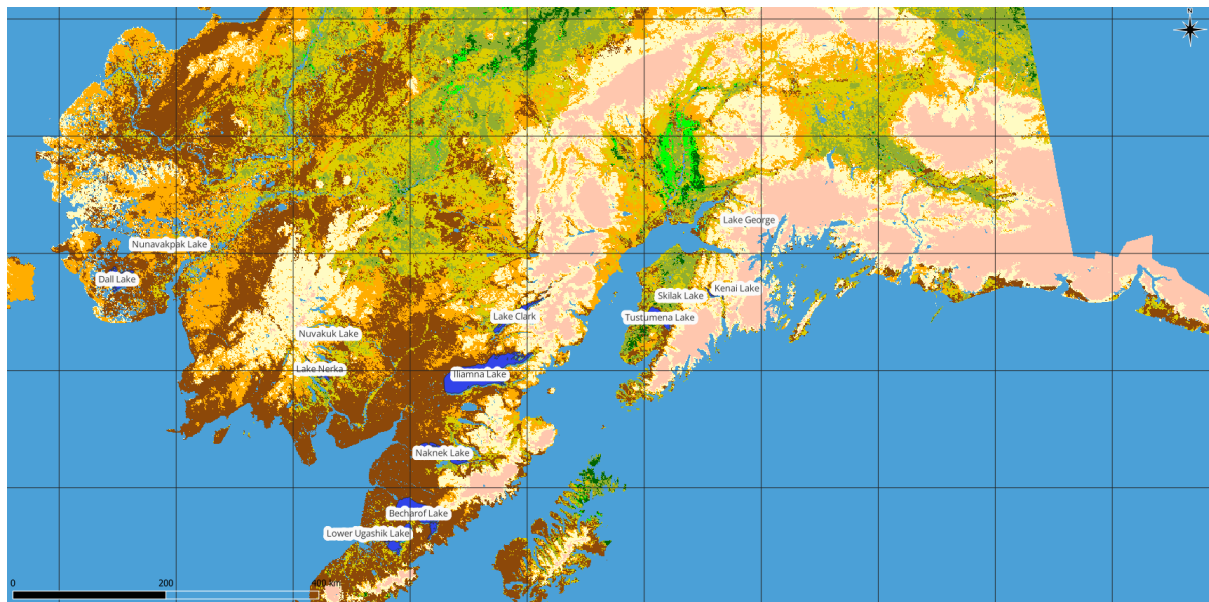 N
Lake George
Nunavakpak Lake
Dall Lake
Kenai Lake
Skilak Lake
Lake Clark
Tustumena Lake
Nuvakuk Lake
Lake Nerka
Iliamna Lake
Naknek Lake
Becharof Lake
Lower Ugashik Lake
0 200 400 km